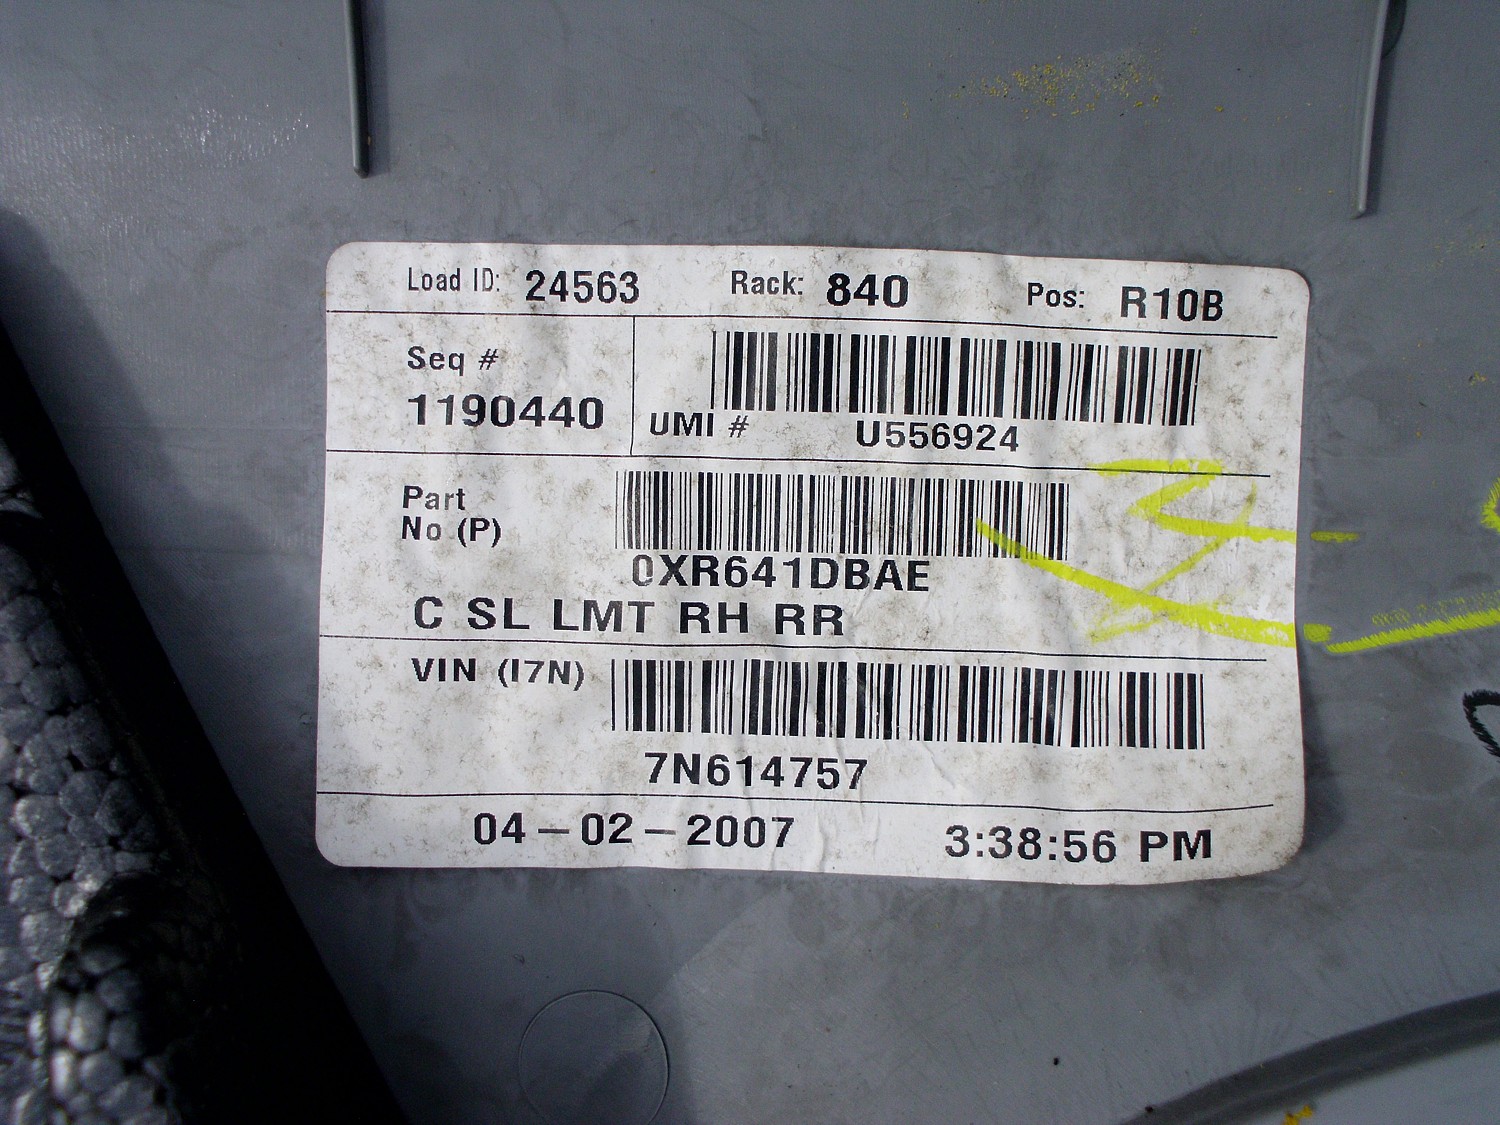 Load ID: 24563 Rack: 840 Pos: R10B
Seq #
1190440
UMI # U556924
Part
No (P)
0XR641DBAE
C SL LMT RH RR
VIN (I7N)
7N614757
04-02-2007 3:38:56 PM